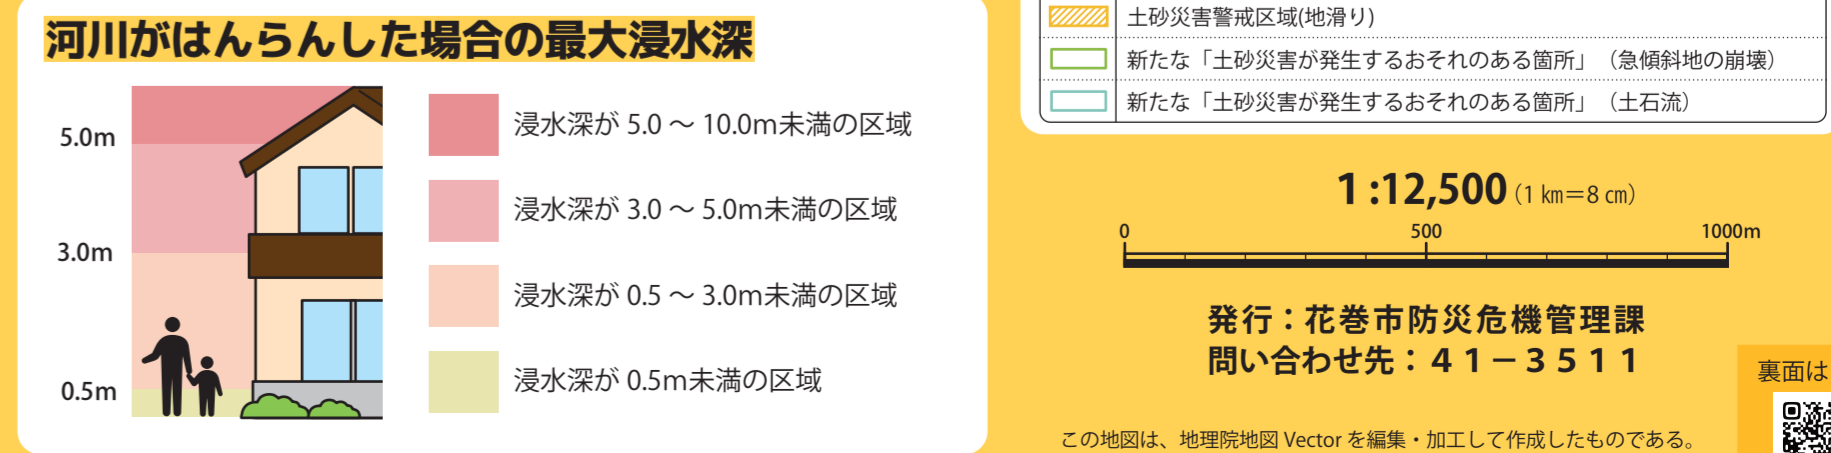 河川がはんらんした場合の最大浸水深
5.0m
3.0m
0.5m
浸水深が 5.0 ～ 10.0m未満の区域
浸水深が 3.0 ～ 5.0m未満の区域
浸水深が 0.5 ～ 3.0m未満の区域
浸水深が 0.5m未満の区域
土砂災害警戒区域(地滑り)
新たな「土砂災害が発生するおそれのある箇所」（急傾斜地の崩壊）
新たな「土砂災害が発生するおそれのある箇所」（土石流）
1:12,500（1 ㎞＝8 ㎝）
0 500 1000m
発行：花巻市防災危機管理課
問い合わせ先：４１－３５１１
この地図は、地理院地図 Vector を編集・加工して作成したものである。
裏面は